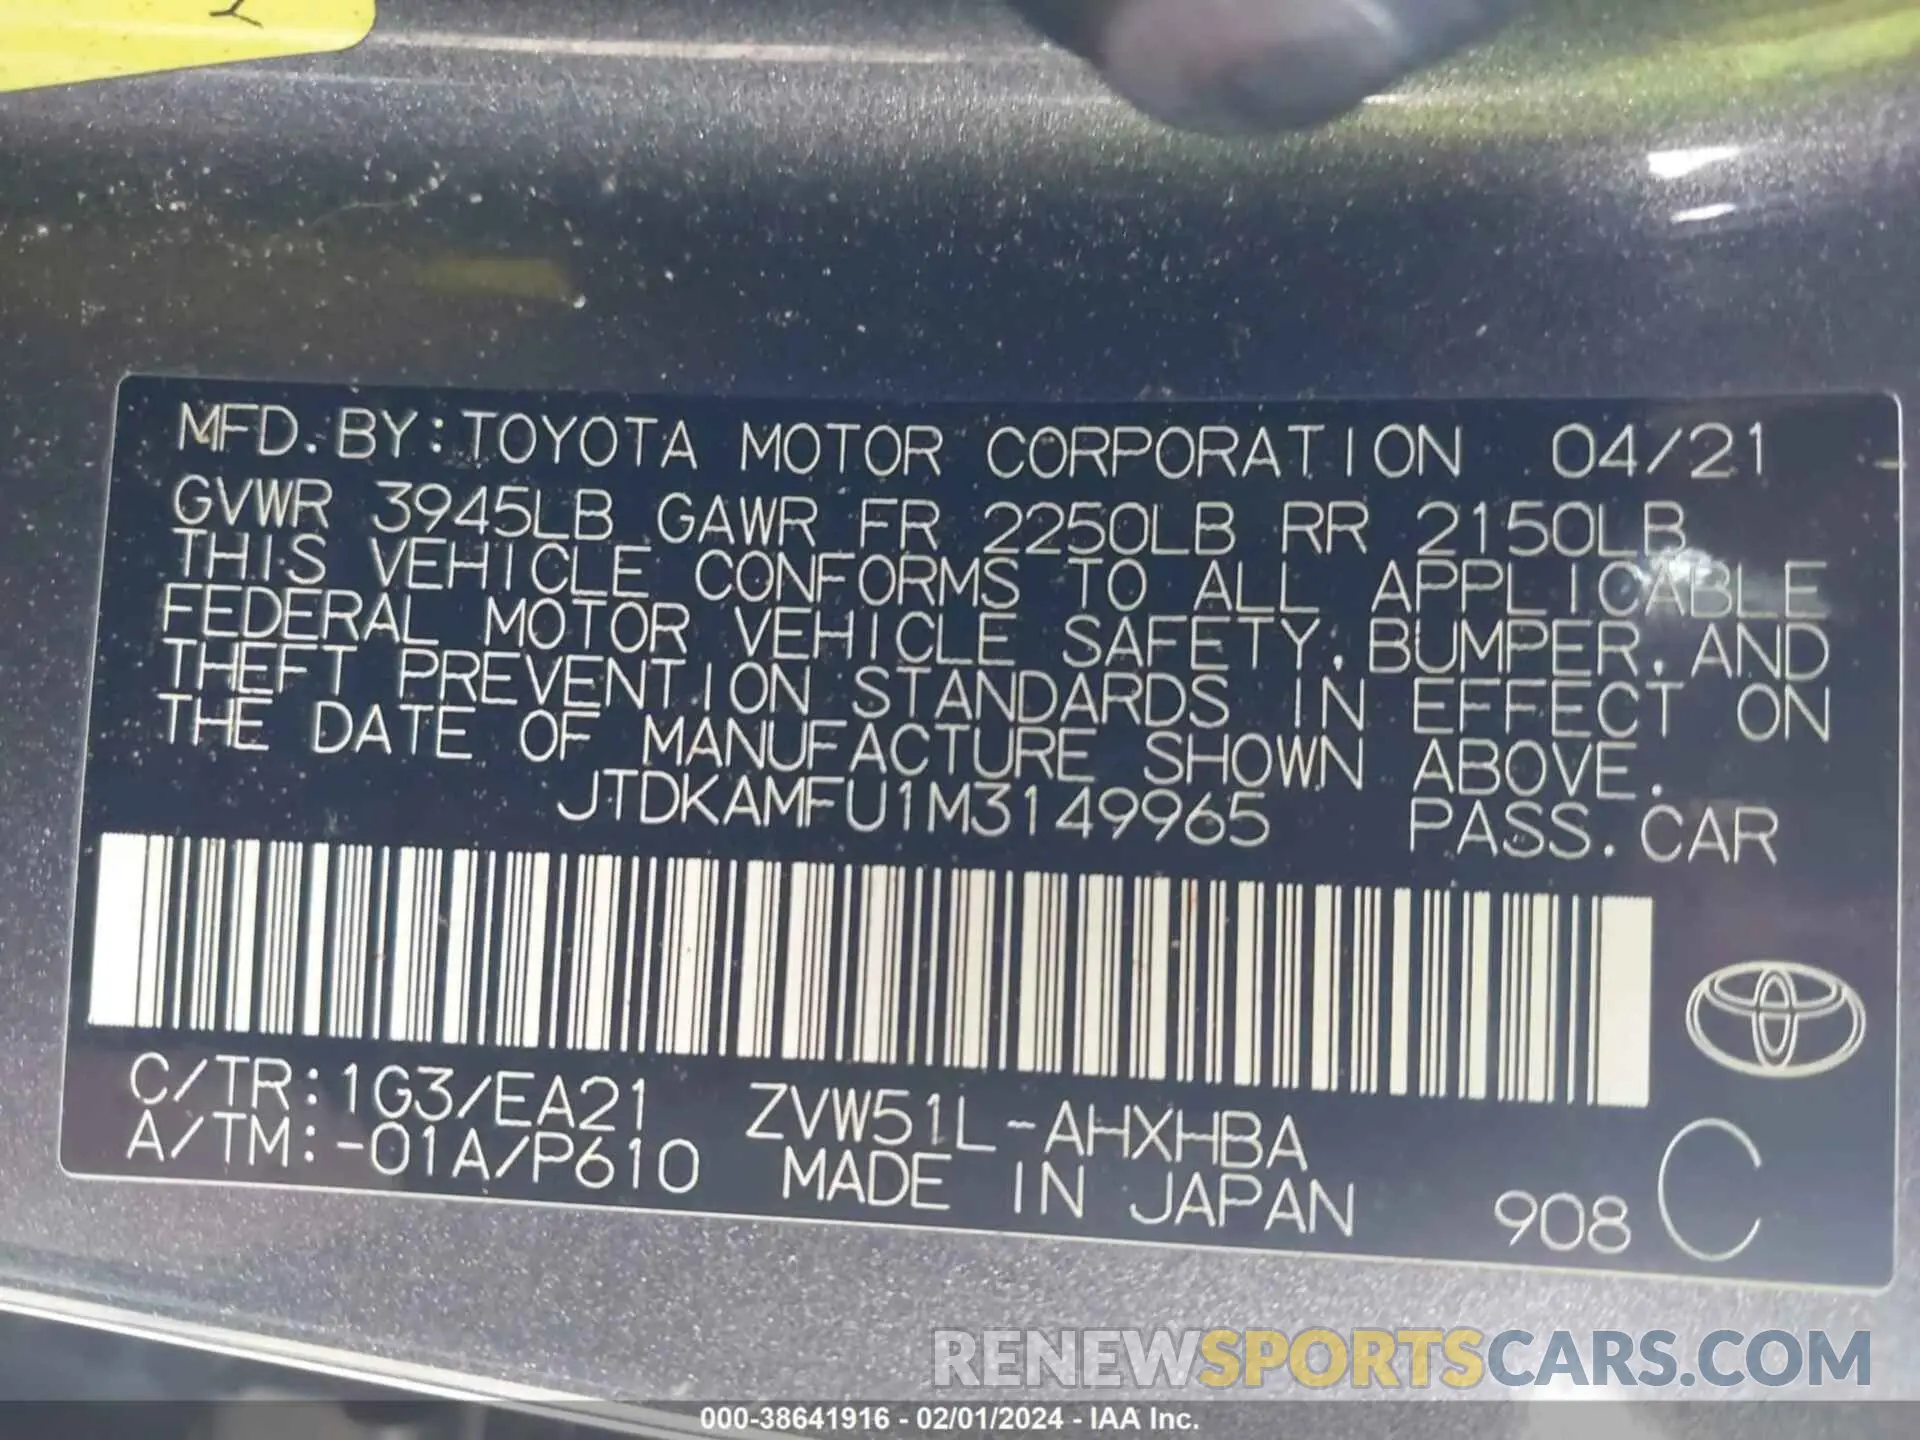 MFD. BY: TOYOTA MOTOR CORPORATION 04/21
GVWR 3945LB GAWR FR 2250LB RR 2150LB
THIS VEHICLE CONFORMS TO ALL APPLICABLE
FEDERAL MOTOR VEHICLE SAFETY, BUMPER, AND
THEFT PREVENTION STANDARDS IN EFFECT ON
THE DATE OF MANUFACTURE SHOWN ABOVE.
JTDKAMFU1M3149965 PASS. CAR
C/TR: 1G3/EA21 ZVW51L-AHXHBA
A/TM: -01A/P610 MADE IN JAPAN 908 C
RENEWSPORTSCARS.COM
000-38641916 - 02/01/2024 - IAA Inc.